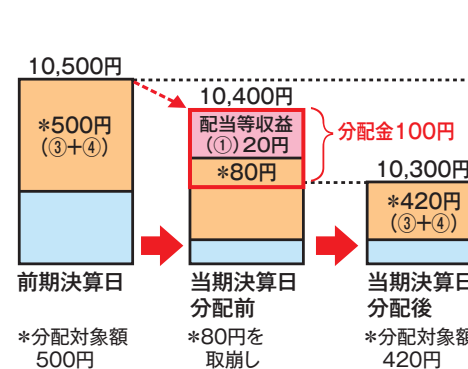 10,500円
*500円
(③+④)
前期決算日
*分配対象額
500円
10,400円
配当等収益
(①)20円
*80円
分配金100円
当期決算日
分配前
*80円を
取崩し
10,300円
*420円
(③+④)
当期決算日
分配後
*分配対象額
420円